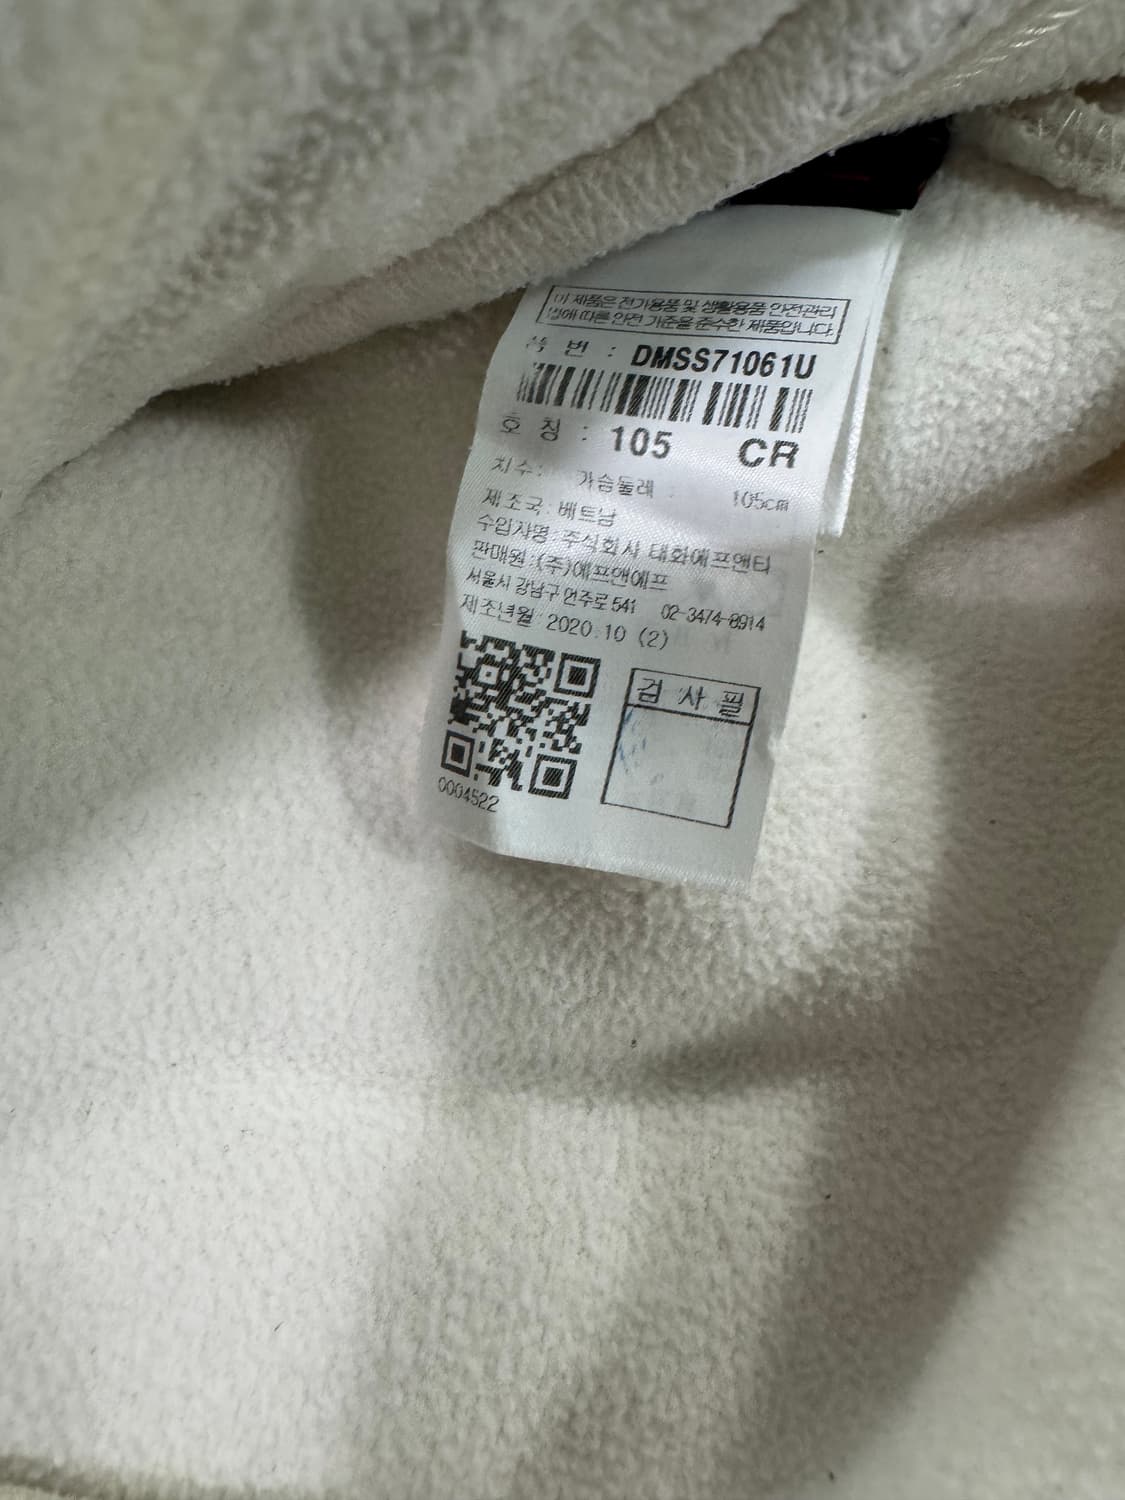 이 제품은 전기용품 및 생활용품 안전관리
법에 따른 안전 기준을 준수한 제품입니다.
품 번 : DMSS71061U
호 칭 : 105 CR
치수: 가슴둘레 : 105cm
제조국: 베트남
수입자명: 주식회사 태화에프앤티
판매원:(주)에프앤에프
서울시 강남구 언주로 541 02-3474-8914
제조년월: 2020.10 (2)
검 사 필
0004522